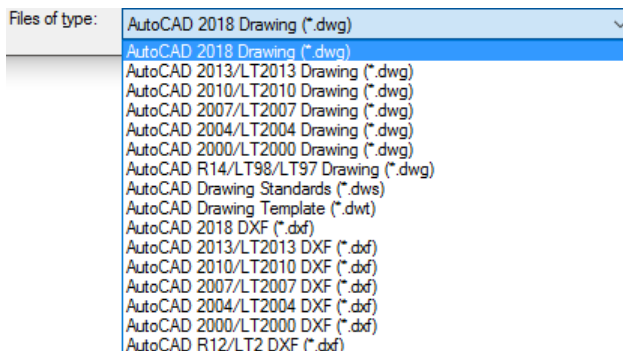 Files of type:
AutoCAD 2018 Drawing (*.dwg)
AutoCAD 2018 Drawing (*.dwg)
AutoCAD 2013/LT2013 Drawing (*.dwg)
AutoCAD 2010/LT2010 Drawing (*.dwg)
AutoCAD 2007/LT2007 Drawing (*.dwg)
AutoCAD 2004/LT2004 Drawing (*.dwg)
AutoCAD 2000/LT2000 Drawing (*.dwg)
AutoCAD R14/LT98/LT97 Drawing (*.dwg)
AutoCAD Drawing Standards (*.dws)
AutoCAD Drawing Template (*.dwt)
AutoCAD 2018 DXF (*.dxf)
AutoCAD 2013/LT2013 DXF (*.dxf)
AutoCAD 2010/LT2010 DXF (*.dxf)
AutoCAD 2007/LT2007 DXF (*.dxf)
AutoCAD 2004/LT2004 DXF (*.dxf)
AutoCAD 2000/LT2000 DXF (*.dxf)
AutoCAD R12/LT2 DXF (*.dxf)